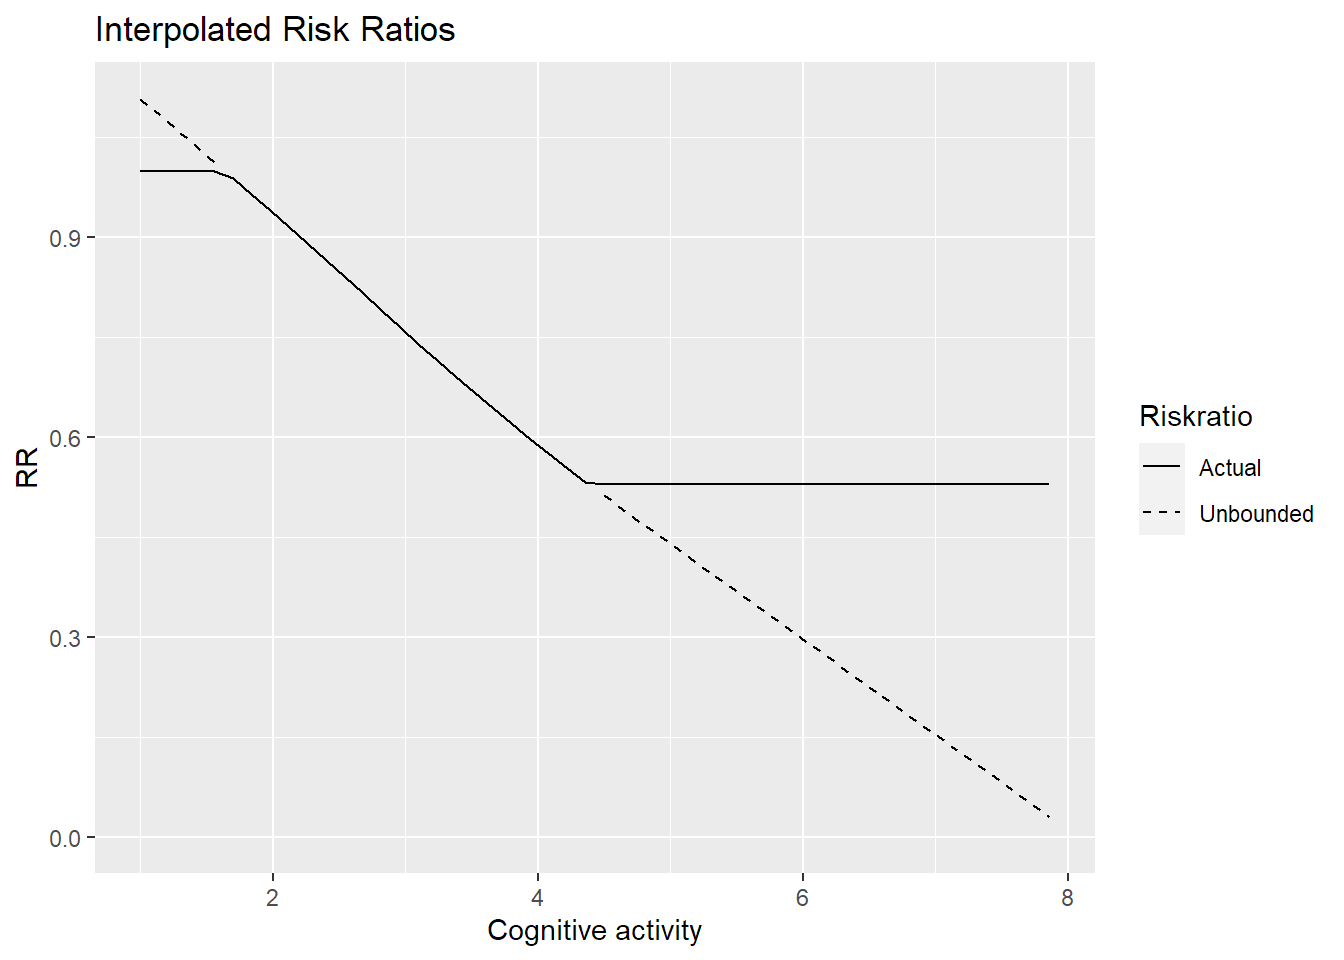 Interpolated Risk Ratios
RR
0.9
0.6
0.3
0.0
2
4
6
8
Cognitive activity
Riskratio
Actual
Unbounded